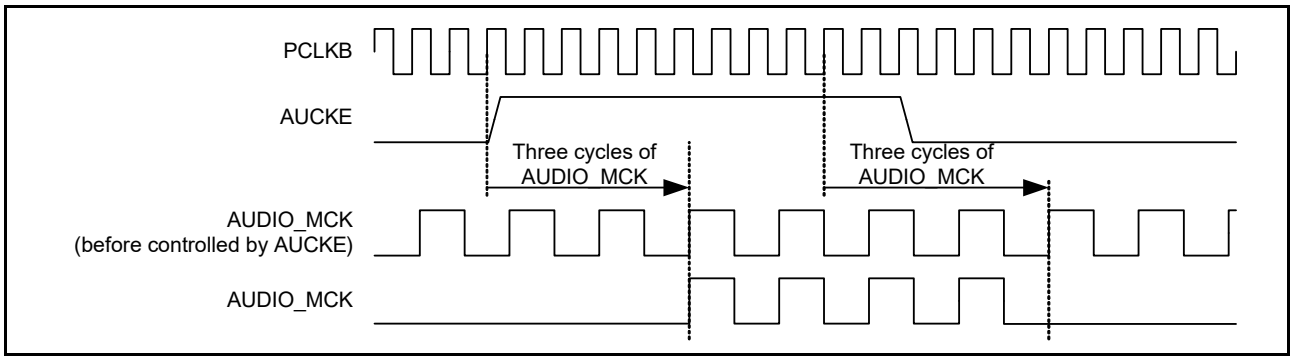 PCLKB
AUCKE
Three cycles of
AUDIO_MCK
Three cycles of
AUDIO_MCK
AUDIO_MCK
(before controlled by AUCKE)
AUDIO_MCK